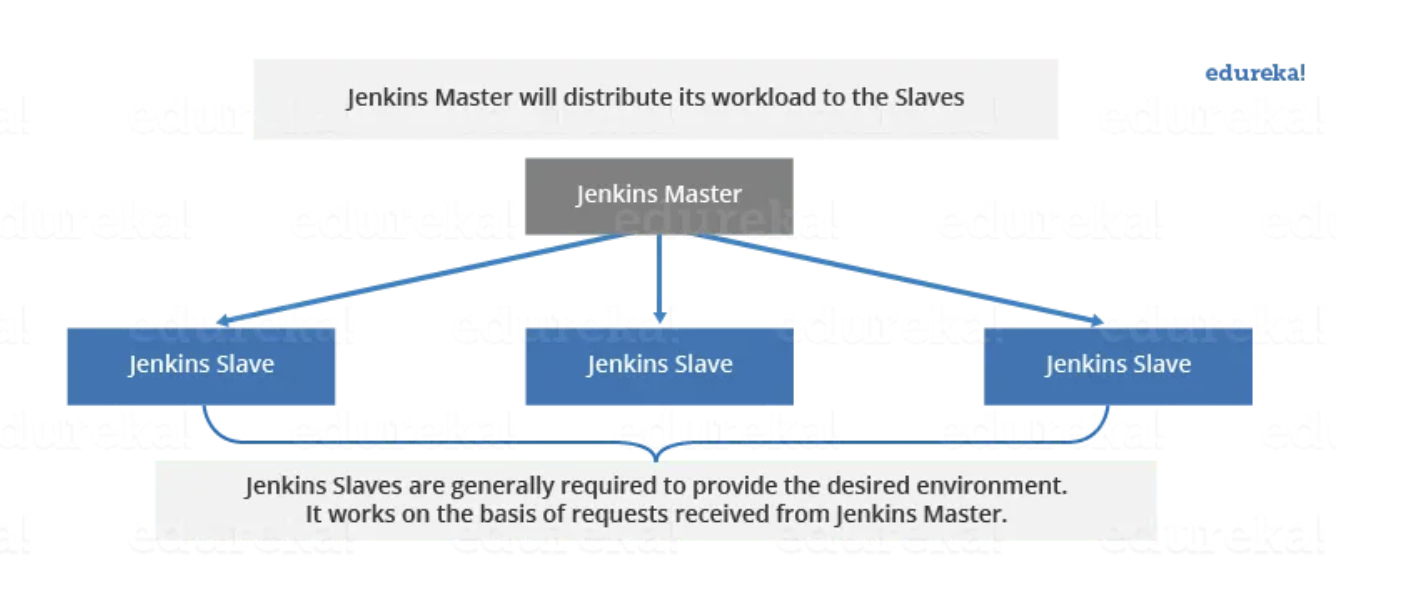 edureka!
Jenkins Master will distribute its workload to the Slaves
Jenkins Master
Jenkins Slave
Jenkins Slave
Jenkins Slave
Jenkins Slaves are generally required to provide the desired environment.
It works on the basis of requests received from Jenkins Master.